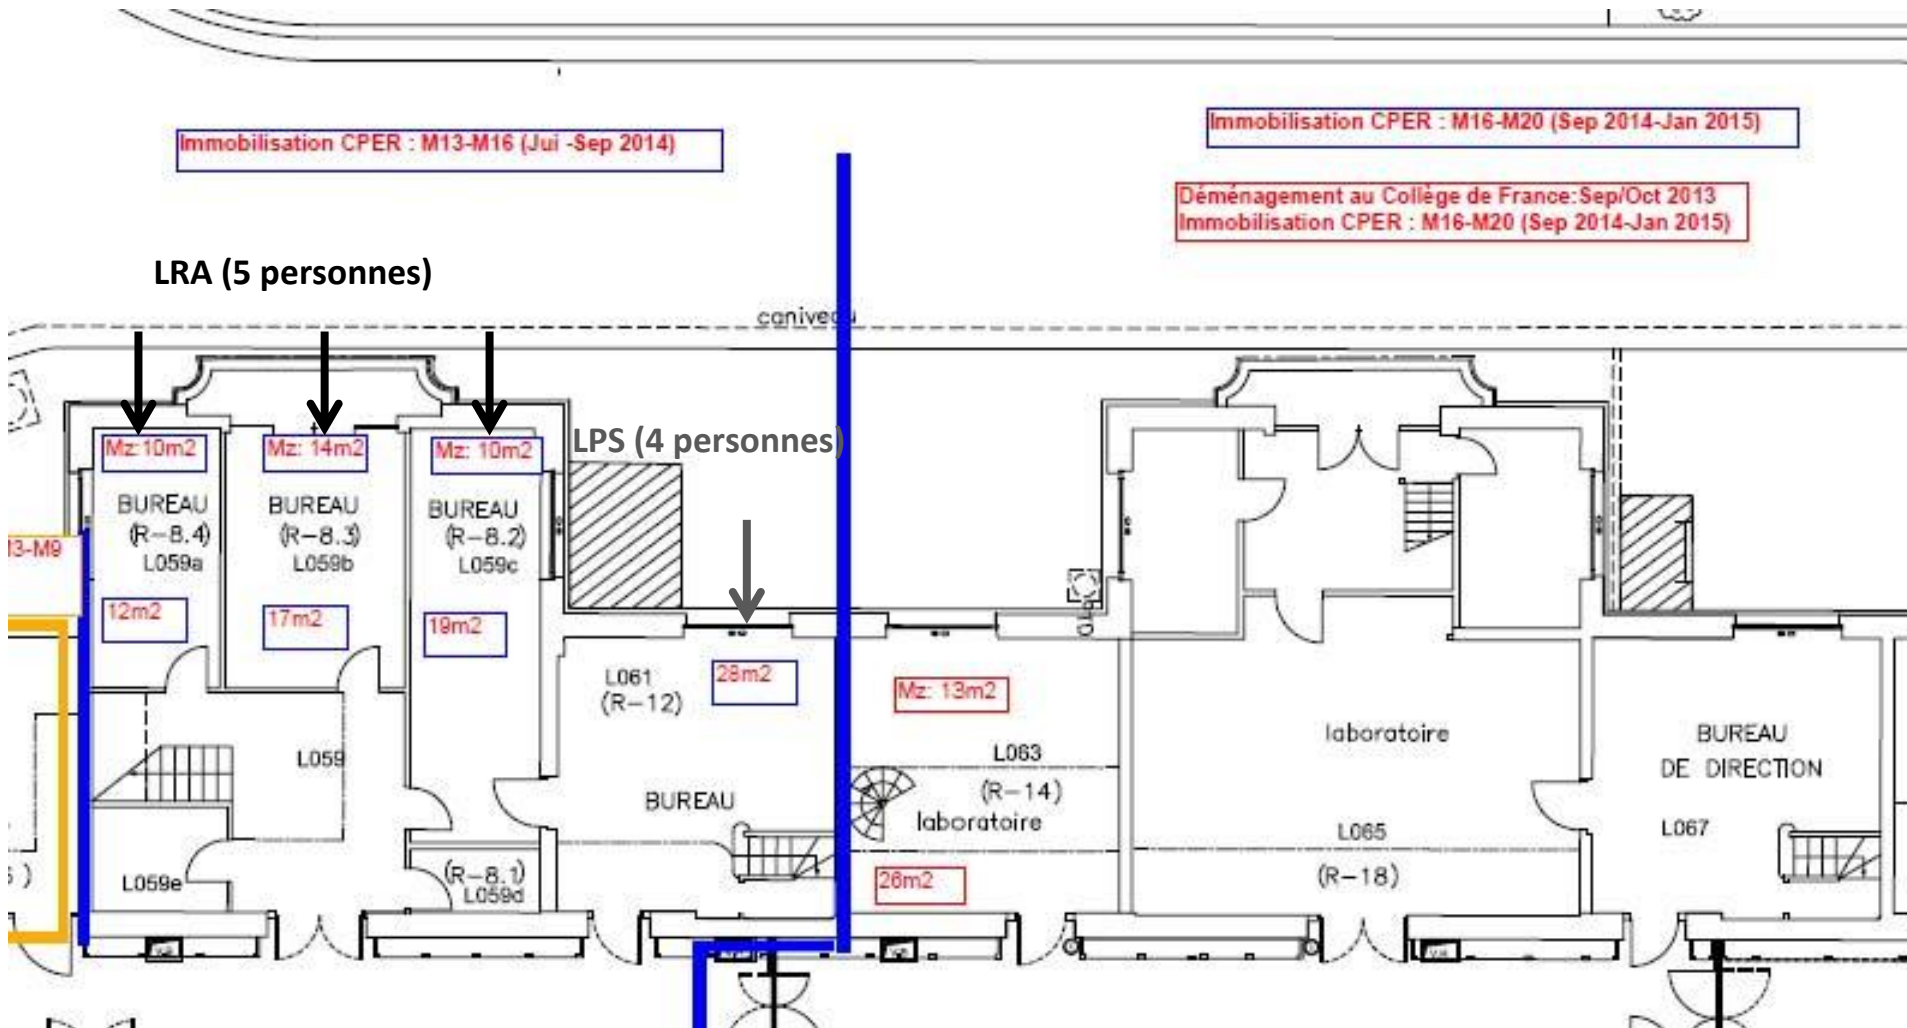 Immobilisation CPER : M13-M16 (Jui -Sep 2014)
Immobilisation CPER : M16-M20 (Sep 2014-Jan 2015)
Déménagement au Collège de France:Sep/Oct 2013
Immobilisation CPER : M16-M20 (Sep 2014-Jan 2015)
LRA (5 personnes)
caniveau
LPS (4 personnes)
Mz:10m2
Mz: 14m2
Mz: 10m2
BUREAU
(R-8.4)
L059a
BUREAU
(R-8.3)
L059b
BUREAU
(R-8.2)
L059c
13-M9
12m2
17m2
19m2
L061
(R-12)
28m2
Mz: 13m2
L059
BUREAU
L063
(R-14)
laboratoire
laboratoire
L065
(R-18)
BUREAU
DE DIRECTION
L067
L059e
(R-8.1)
L059d
26m2